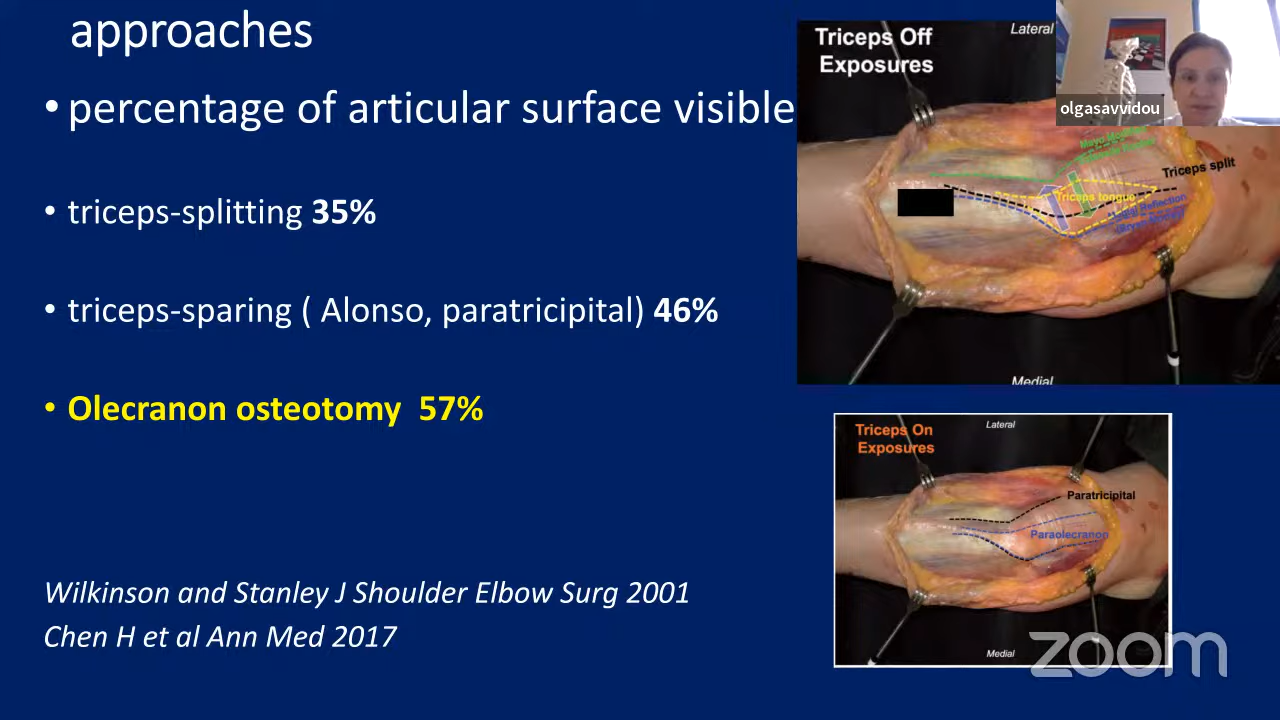 approaches
• percentage of articular surface visible
• triceps-splitting 35%
• triceps-sparing ( Alonso, paratricipital) 46%
• Olecranon osteotomy  57%
Wilkinson and Stanley J Shoulder Elbow Surg 2001
Chen H et al Ann Med 2017
Triceps Off
Exposures
Lateral
olgasavvidou
Triceps split
Triceps tongue
Medial
Triceps On
Exposures
Lateral
Paratricipital
Paraolecranon
Medial
zoom